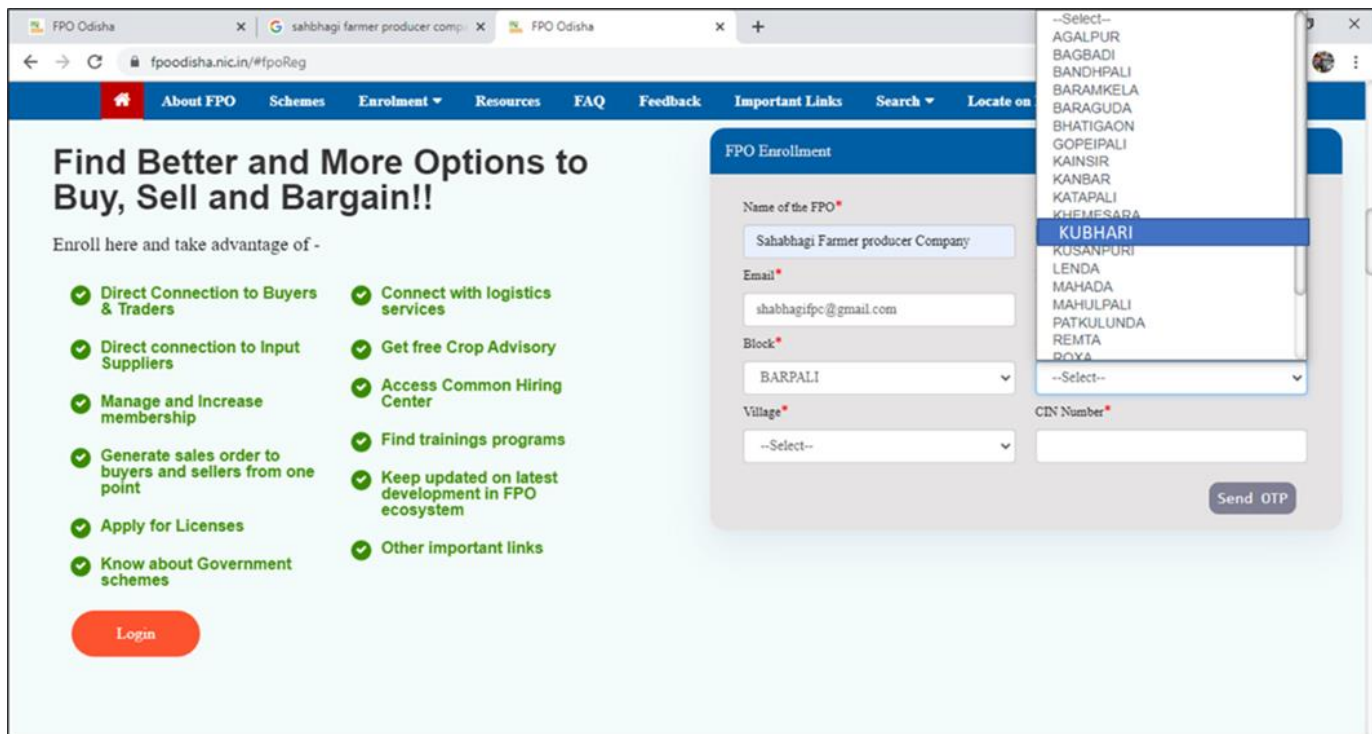 FPO Odisha
sahbhagi farmer producer comp
FPO Odisha
fpoodisha.nic.in/#fpoReg
About FPO Schemes Enrolment Resources FAQ Feedback Important Links Search Locate on
Find Better and More Options to
Buy, Sell and Bargain!!
Enroll here and take advantage of -
Direct Connection to Buyers
& Traders
Direct connection to Input
Suppliers
Manage and Increase
membership
Generate sales order to
buyers and sellers from one
point
Apply for Licenses
Know about Government
schemes
Connect with logistics
services
Get free Crop Advisory
Access Common Hiring
Center
Find trainings programs
Keep updated on latest
development in FPO
ecosystem
Other important links
Login
FPO Enrollment
Name of the FPO*
Sahabhagi Farmer producer Company
Email*
shabhagifpc@gmail.com
Block*
BARPALI
Village*
--Select--
--Select--
AGALPUR
BAGBADI
BANDHPALI
BARAMKELA
BARAGUDA
BHATIGAON
GOPEIPALI
KAINSIR
KANBAR
KATAPALI
KHEMESARA
KUBHARI
KUSANPURI
LENDA
MAHADA
MAHULPALI
PATKULUNDA
REMTA
ROXA
--Select--
CIN Number*
Send OTP